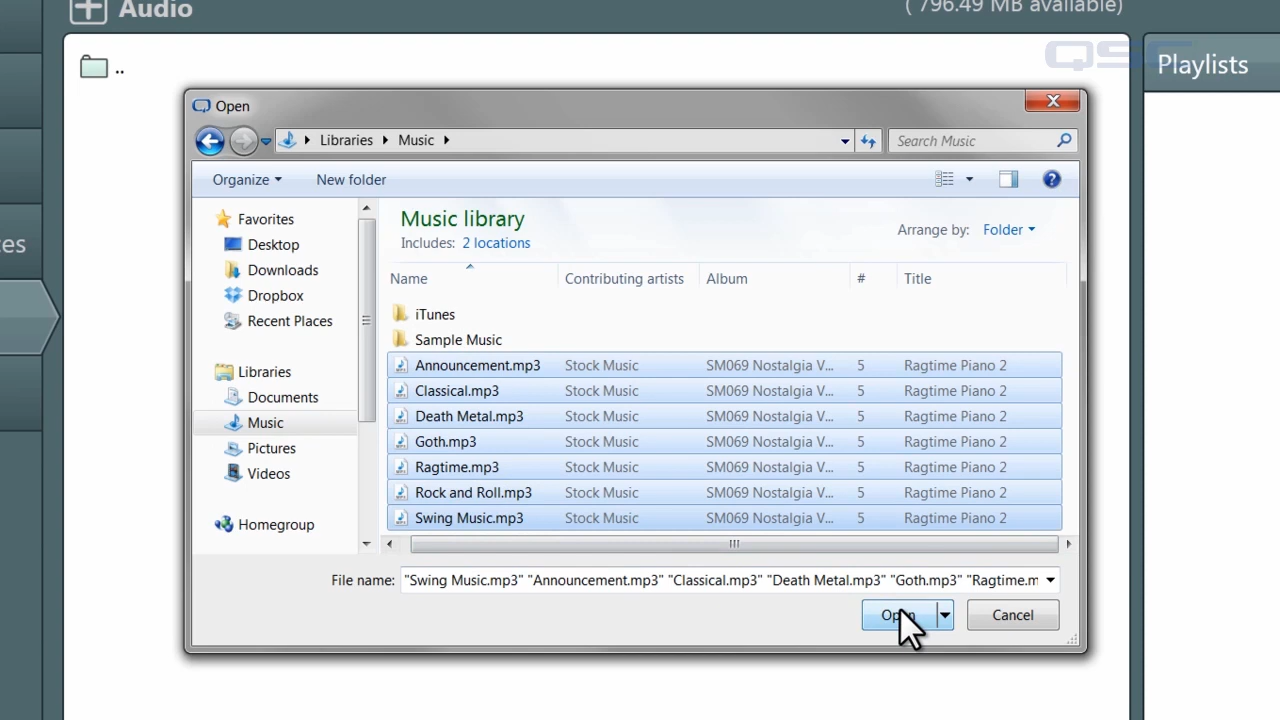 Audio
( 796.49 MB available)
QSC
Playlists
..
Open
Libraries Music
Search Music
Organize
New folder
Music library
Includes: 2 locations
Arrange by: Folder
Name Contributing artists Album # Title
iTunes
Sample Music
Announcement.mp3 Stock Music SM069 Nostalgia V... 5 Ragtime Piano 2
Classical.mp3 Stock Music SM069 Nostalgia V... 5 Ragtime Piano 2
Death Metal.mp3 Stock Music SM069 Nostalgia V... 5 Ragtime Piano 2
Goth.mp3 Stock Music SM069 Nostalgia V... 5 Ragtime Piano 2
Ragtime.mp3 Stock Music SM069 Nostalgia V... 5 Ragtime Piano 2
Rock and Roll.mp3 Stock Music SM069 Nostalgia V... 5 Ragtime Piano 2
Swing Music.mp3 Stock Music SM069 Nostalgia V... 5 Ragtime Piano 2
Favorites
Desktop
Downloads
Dropbox
Recent Places
Libraries
Documents
Music
Pictures
Videos
Homegroup
File name: "Swing Music.mp3" "Announcement.mp3" "Classical.mp3" "Death Metal.mp3" "Goth.mp3" "Ragtime.m
Open
Cancel